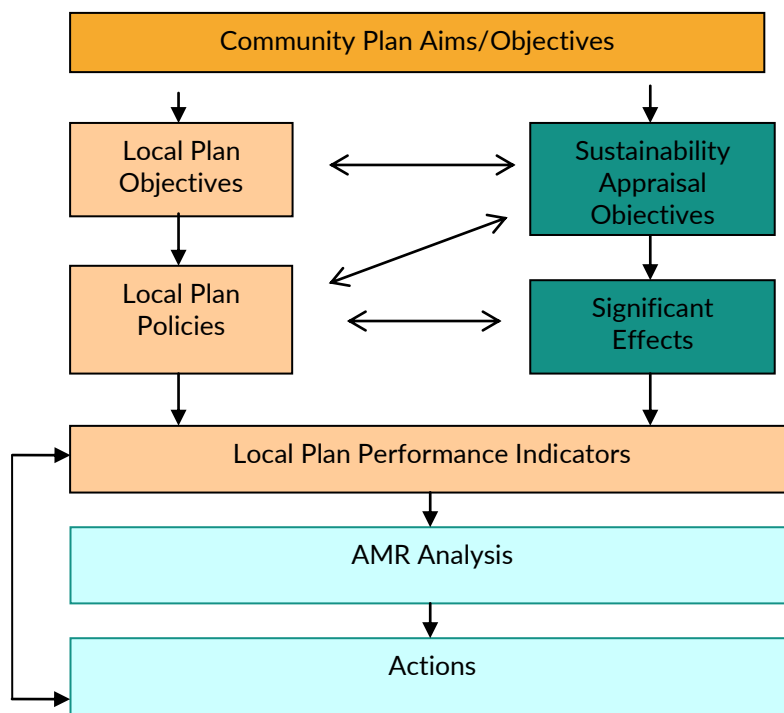 Community Plan Aims/Objectives
Local Plan
Objectives
Sustainability
Appraisal
Objectives
Local Plan
Policies
Significant
Effects
Local Plan Performance Indicators
AMR Analysis
Actions